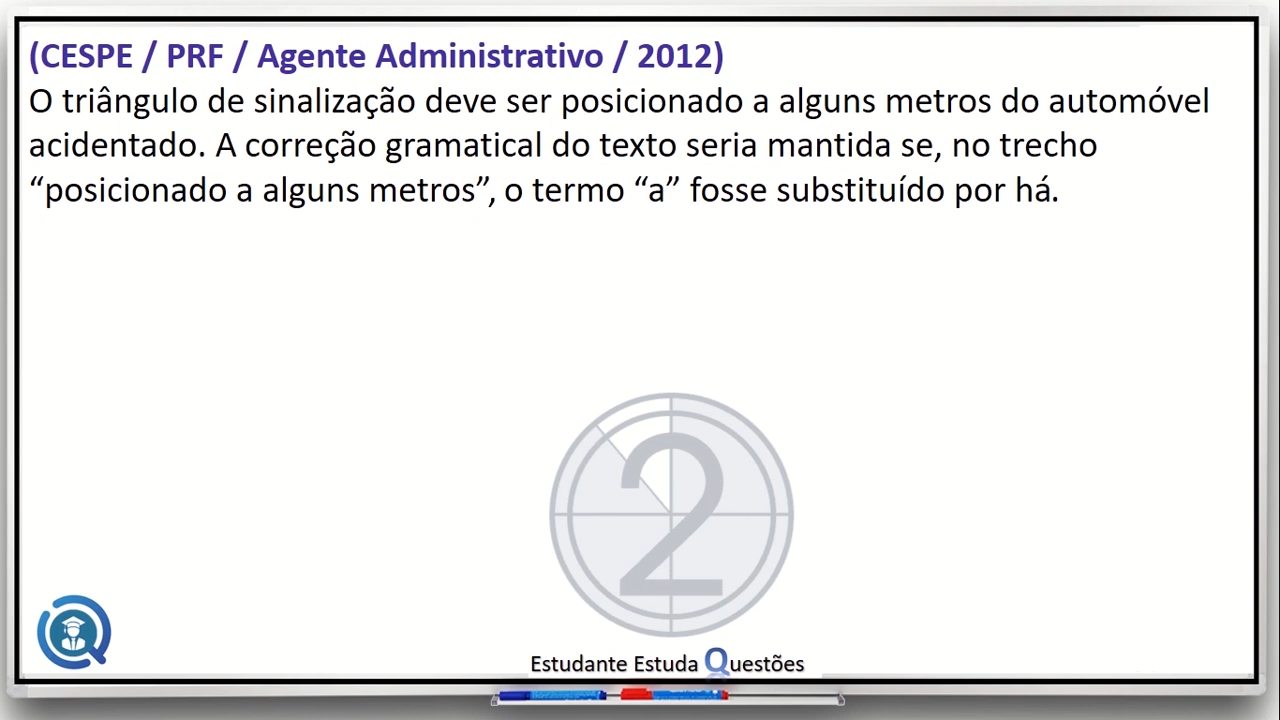 (CESPE / PRF / Agente Administrativo / 2012)
O triângulo de sinalização deve ser posicionado a alguns metros do automóvel
acidentado. A correção gramatical do texto seria mantida se, no trecho
“posicionado a alguns metros”, o termo “a” fosse substituído por há.
2
Estudante Estuda Questões